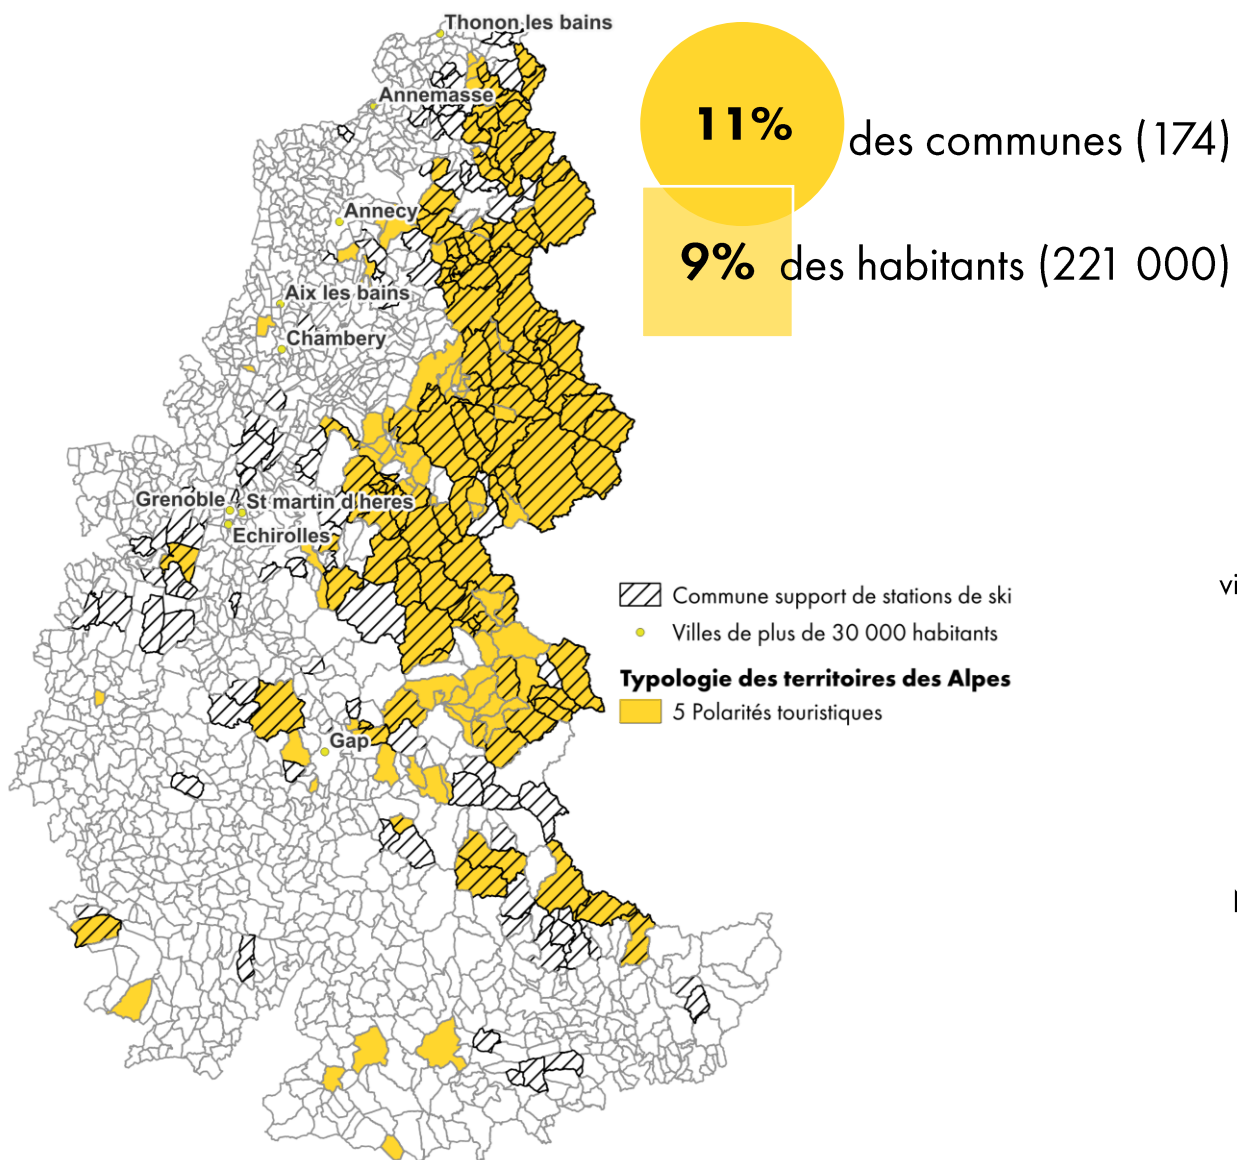 Thonon les bains
Annemasse
Annecy
Aix les bains
Chambery
Grenoble
St martin d heres
Echirolles
Gap
11%
des communes (174)
9%
des habitants (221 000)
Commune support de stations de ski
Villes de plus de 30 000 habitants
Typologie des territoires des Alpes
5 Polarités touristiques
vi